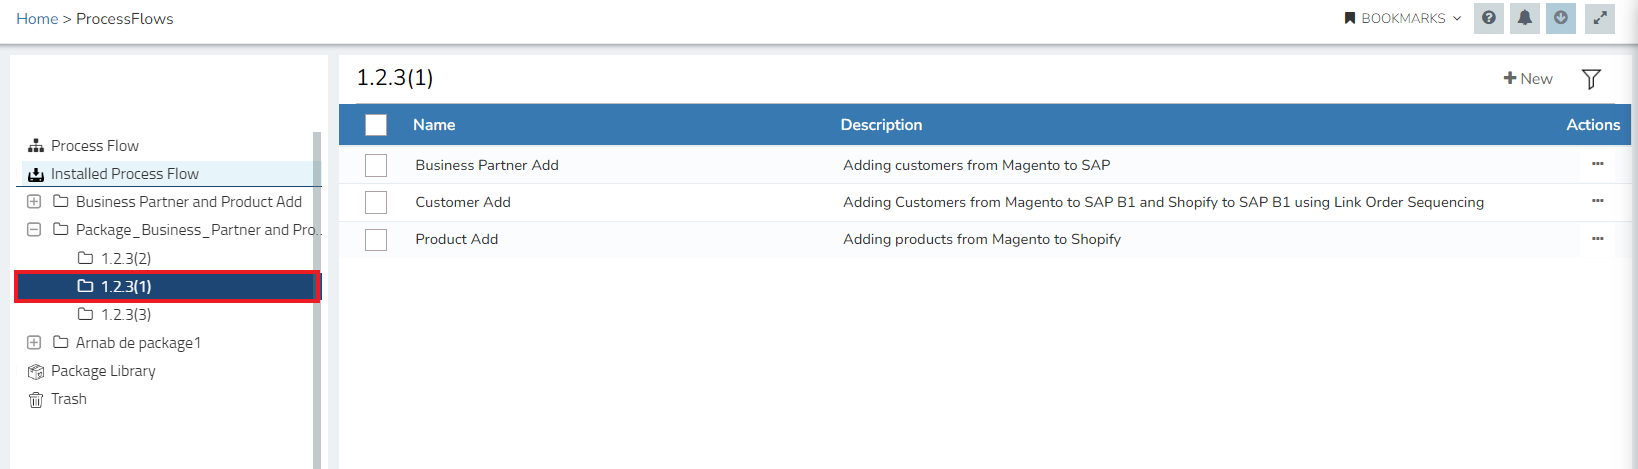 Home > ProcessFlows
BOOKMARKS
Process Flow
Installed Process Flow
Business Partner and Product Add
Package_Business_Partner and Pro...
1.2.3(2)
1.2.3(1)
1.2.3(3)
Arnab de package1
Package Library
Trash
1.2.3(1)
New
Name Description Actions
Business Partner Add Adding customers from Magento to SAP
Customer Add Adding Customers from Magento to SAP B1 and Shopify to SAP B1 using Link Order Sequencing
Product Add Adding products from Magento to Shopify